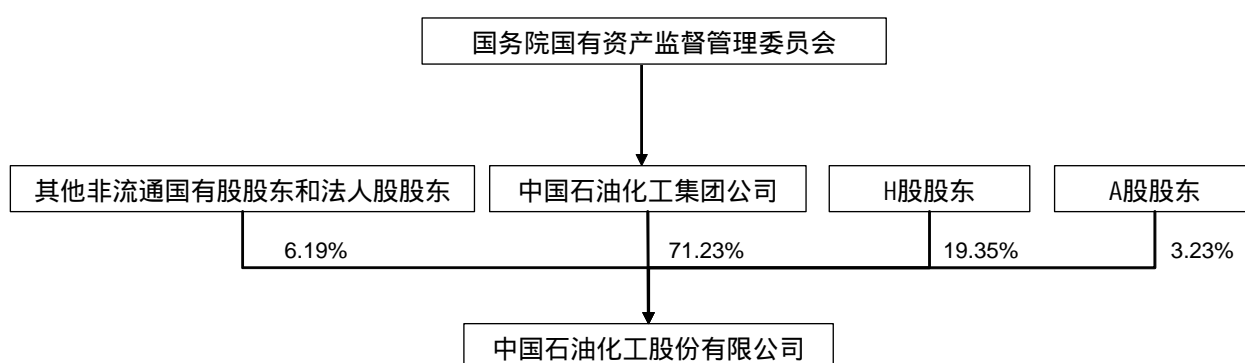 国务院国有资产监督管理委员会
其他非流通国有股股东和法人股股东
中国石油化工集团公司
H股股东
A股股东
6.19%
71.23%
19.35%
3.23%
中国石油化工股份有限公司